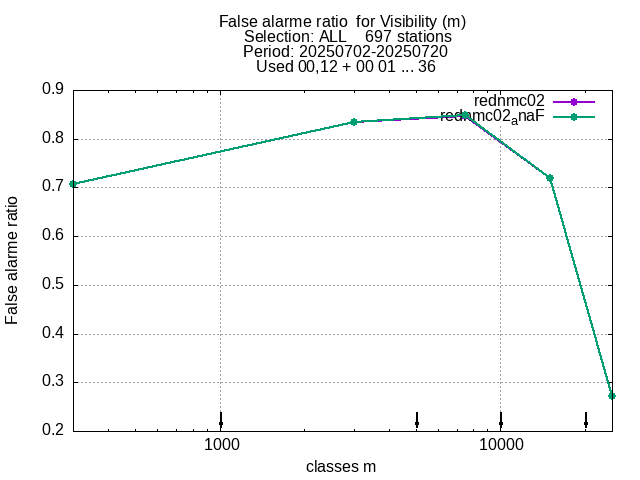 False alarme ratio  for Visibility (m)
Selection: ALL    697 stations
Period: 20250702-20250720
Used 00,12 + 00 01 ... 36
rednmc02
rednmc02anaF
0.9
0.8
0.7
0.6
0.5
0.4
0.3
0.2
False alarme ratio
1000
10000
classes m